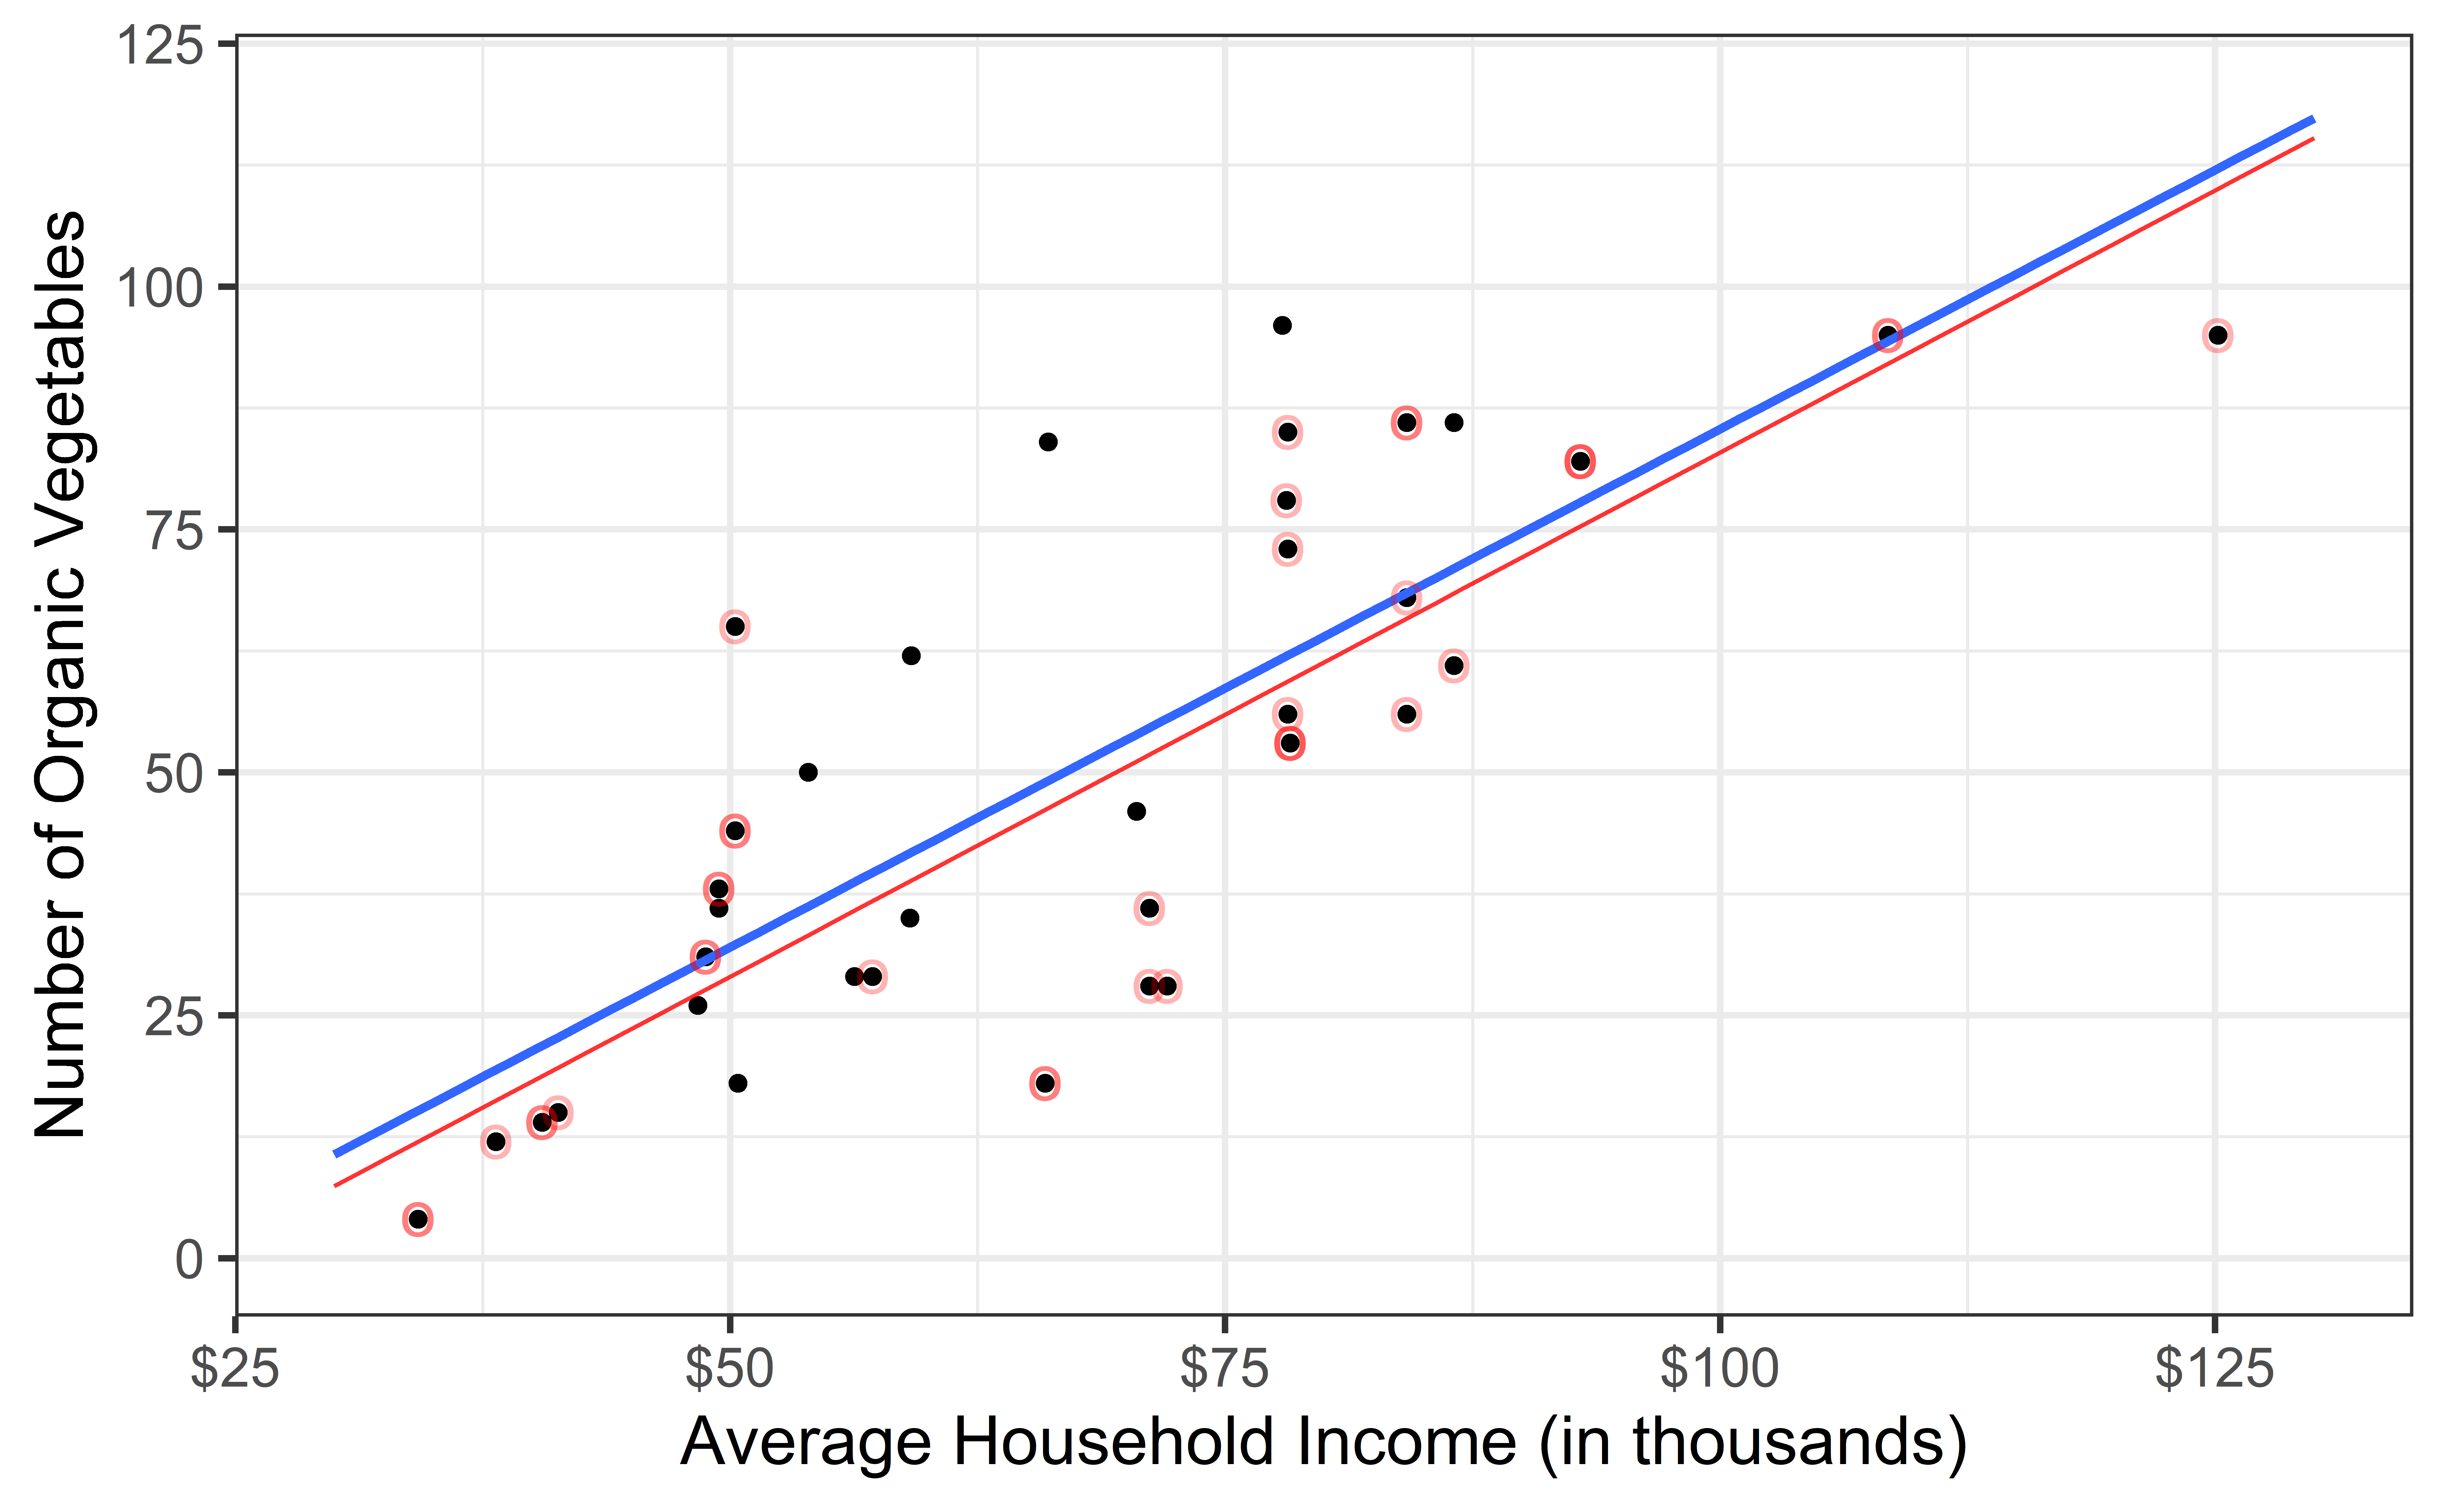 Number of Organic Vegetables
125
100
75
50
25
0
$25 $50 $75 $100 $125
Average Household Income (in thousands)